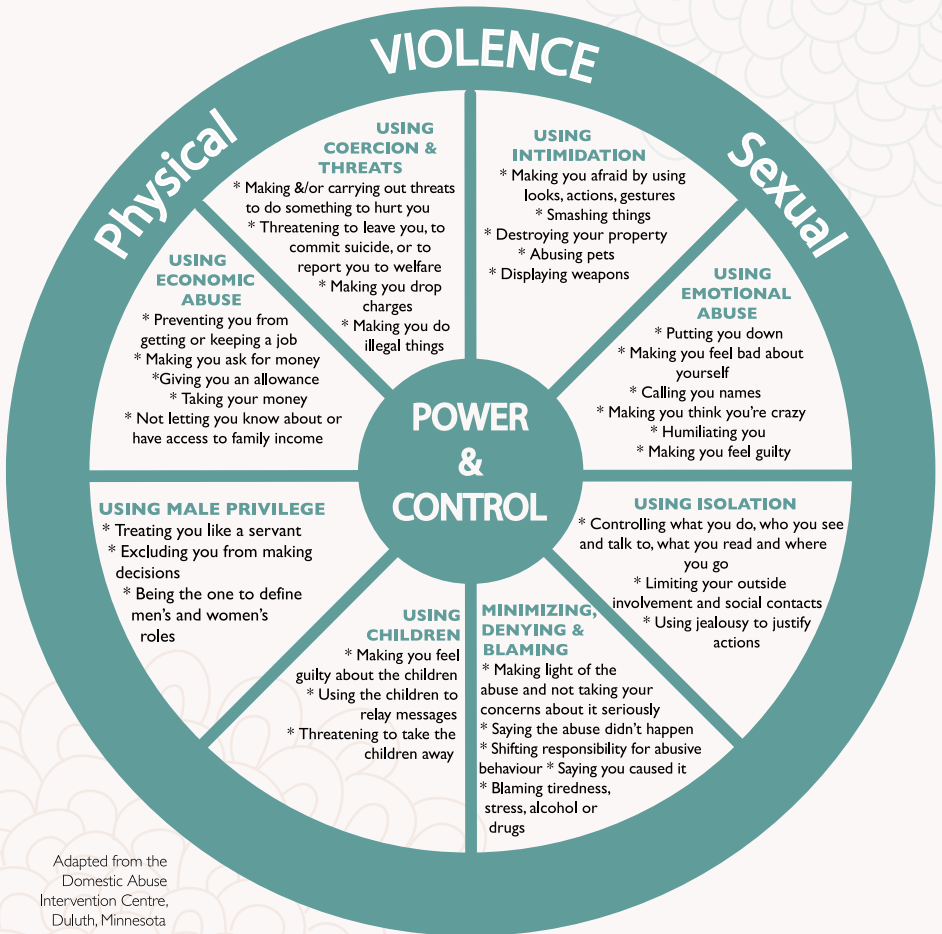 VIOLENCE
Physical
Sexual
USING
COERCION &
THREATS
* Making &/or carrying out threats
to do something to hurt you
* Threatening to leave you, to
commit suicide, or to
report you to welfare
* Making you drop
charges
* Making you do
illegal things
USING
INTIMIDATION
* Making you afraid by using
looks, actions, gestures
* Smashing things
* Destroying your property
* Abusing pets
* Displaying weapons
USING
EMOTIONAL
ABUSE
* Putting you down
* Making you feel bad about
yourself
* Calling you names
* Making you think you're crazy
* Humiliating you
* Making you feel guilty
USING ISOLATION
* Controlling what you do, who you see
and talk to, what you read and where
you go
* Limiting your outside
involvement and social contacts
* Using jealousy to justify
actions
MINIMIZING,
DENYING &
BLAMING
* Making light of the
abuse and not taking your
concerns about it seriously
* Saying the abuse didn't happen
* Shifting responsibility for abusive
behaviour * Saying you caused it
* Blaming tiredness,
stress, alcohol or
drugs
USING
CHILDREN
* Making you feel
guilty about the children
* Using the children to
relay messages
* Threatening to take the
children away
USING MALE PRIVILEGE
* Treating you like a servant
* Excluding you from making
decisions
* Being the one to define
men's and women's
roles
USING
ECONOMIC
ABUSE
* Preventing you from
getting or keeping a job
* Making you ask for money
*Giving you an allowance
* Taking your money
* Not letting you know about or
have access to family income
POWER
&
CONTROL
Adapted from the
Domestic Abuse
Intervention Centre,
Duluth, Minnesota